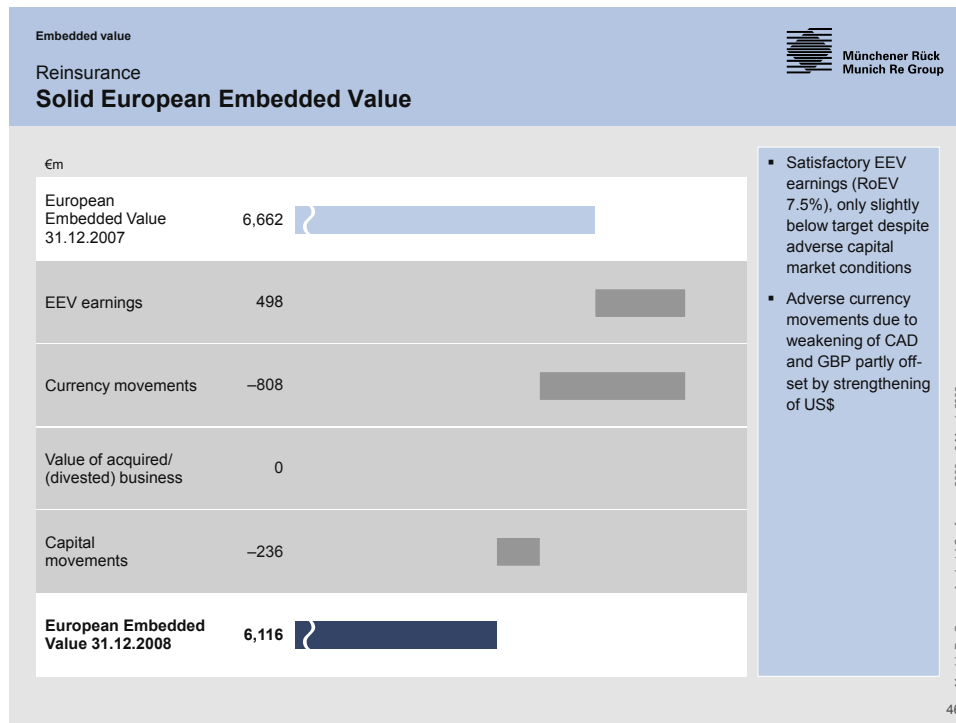 Embedded value
Reinsurance
Solid European Embedded Value
Münchener Rück
Munich Re Group
€m
European
Embedded Value
31.12.2007
6,662
EEV earnings
498
Currency movements
–808
Value of acquired/
(divested) business
0
Capital
movements
–236
European Embedded
Value 31.12.2008
6,116
▪ Satisfactory EEV
earnings (RoEV
7.5%), only slightly
below target despite
adverse capital
market conditions
▪ Adverse currency
movements due to
weakening of CAD
and GBP partly off-
set by strengthening
of US$
46